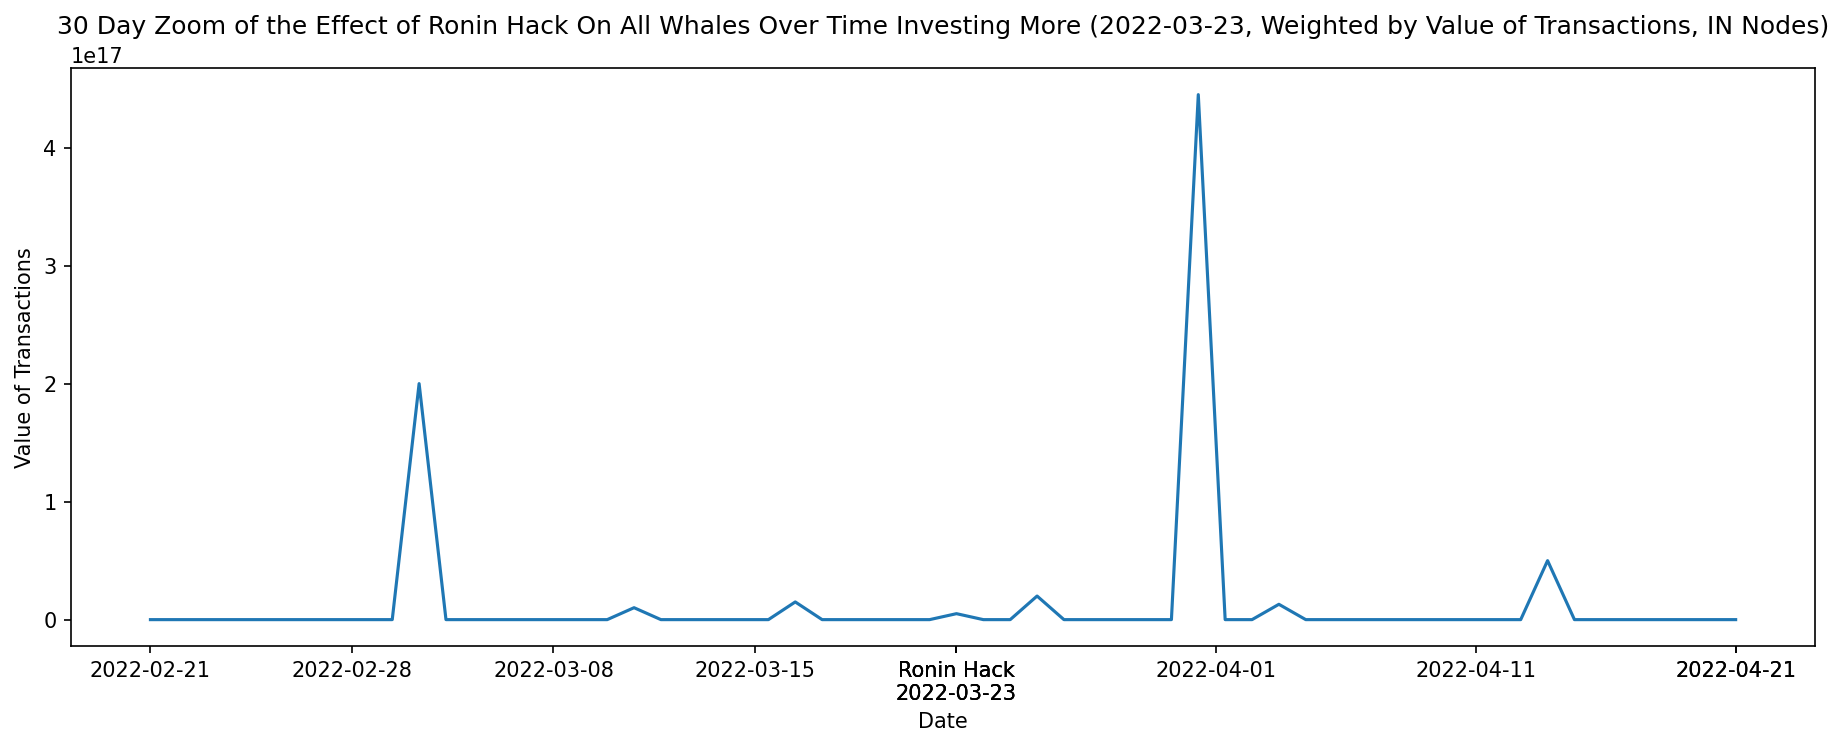 30 Day Zoom of the Effect of Ronin Hack On All Whales Over Time Investing More (2022-03-23, Weighted by Value of Transactions, IN Nodes)
1e17
4
3
2
1
0
Value of Transactions
2022-02-21
2022-02-28
2022-03-08
2022-03-15
Ronin Hack
2022-03-23
2022-04-01
2022-04-11
2022-04-21
Date